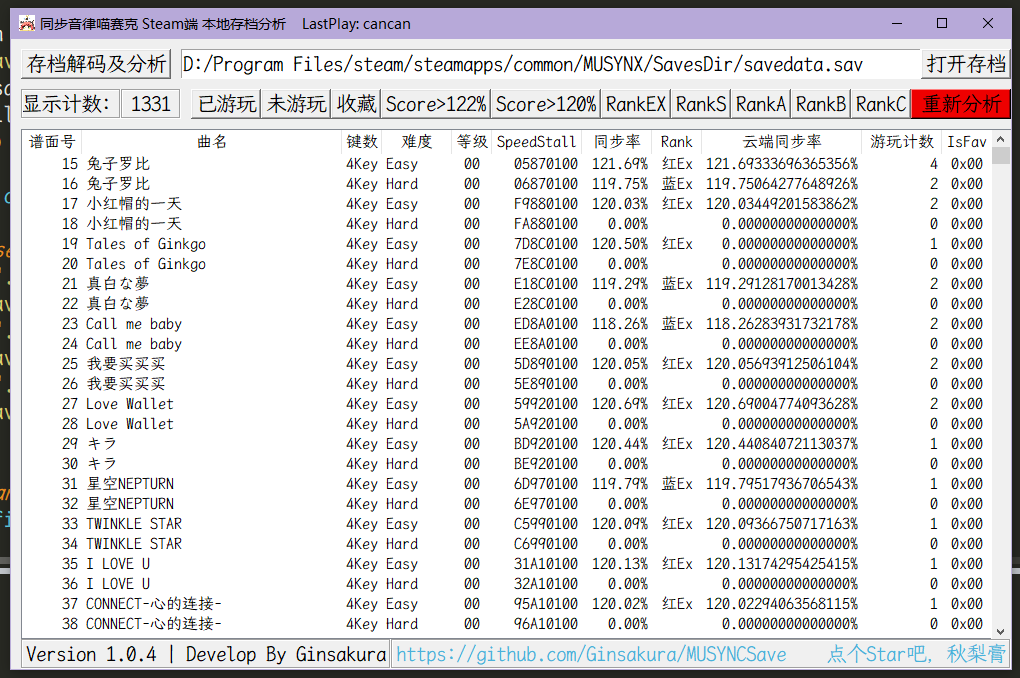 同步音律喵赛克 Steam端 本地存档分析 LastPlay: cancan
存档解码及分析 D:/Program Files/steam/steamapps/common/MUSYNX/SavesDir/savedata.sav 打开存档
显示计数: 1331 已游玩 未游玩 收藏 Score>122% Score>120% RankEX RankS RankA RankB RankC 重新分析
谱面号 曲名 键数 难度 等级 SpeedStall 同步率 Rank 云端同步率 游玩计数 IsFav
15 兔子罗比 4Key Easy 00 05870100 121.69% 红Ex 121.69333696365356% 4 0x00
16 兔子罗比 4Key Hard 00 06870100 119.75% 蓝Ex 119.75064277648926% 2 0x00
17 小红帽的一天 4Key Easy 00 F9880100 120.03% 红Ex 120.03449201583862% 2 0x00
18 小红帽的一天 4Key Hard 00 FA880100 0.00% 0.00000000000000% 0 0x00
19 Tales of Ginkgo 4Key Easy 00 7D8C0100 120.50% 红Ex 0.00000000000000% 1 0x00
20 Tales of Ginkgo 4Key Hard 00 7E8C0100 0.00% 0.00000000000000% 0 0x00
21 真白な夢 4Key Easy 00 E18C0100 119.29% 蓝Ex 119.29128170013428% 2 0x00
22 真白な夢 4Key Hard 00 E28C0100 0.00% 0.00000000000000% 0 0x00
23 Call me baby 4Key Easy 00 ED8A0100 118.26% 蓝Ex 118.26283931732178% 2 0x00
24 Call me baby 4Key Hard 00 EE8A0100 0.00% 0.00000000000000% 0 0x00
25 我要买买买 4Key Easy 00 5D890100 120.05% 红Ex 120.05693912506104% 2 0x00
26 我要买买买 4Key Hard 00 5E890100 0.00% 0.00000000000000% 0 0x00
27 Love Wallet 4Key Easy 00 59920100 120.69% 红Ex 120.69004774093628% 2 0x00
28 Love Wallet 4Key Hard 00 5A920100 0.00% 0.00000000000000% 0 0x00
29 キラ 4Key Easy 00 BD920100 120.44% 红Ex 120.44084072113037% 1 0x00
30 キラ 4Key Hard 00 BE920100 0.00% 0.00000000000000% 0 0x00
31 星空NEPTURN 4Key Easy 00 6D970100 119.79% 蓝Ex 119.79517936706543% 1 0x00
32 星空NEPTURN 4Key Hard 00 6E970100 0.00% 0.00000000000000% 0 0x00
33 TWINKLE STAR 4Key Easy 00 C5990100 120.09% 红Ex 120.09366750717163% 1 0x00
34 TWINKLE STAR 4Key Hard 00 C6990100 0.00% 0.00000000000000% 0 0x00
35 I LOVE U 4Key Easy 00 31A10100 120.13% 红Ex 120.13174295425415% 1 0x00
36 I LOVE U 4Key Hard 00 32A10100 0.00% 0.00000000000000% 0 0x00
37 CONNECT-心的连接- 4Key Easy 00 95A10100 120.02% 红Ex 120.02294063568115% 1 0x00
38 CONNECT-心的连接- 4Key Hard 00 96A10100 0.00% 0.00000000000000% 0 0x00
Version 1.0.4 | Develop By Ginsakura https://github.com/Ginsakura/MUSYNCSave 点个Star吧, 秋梨膏